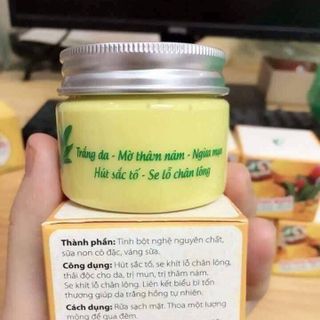 Trắng da - Mờ thâm nám - Ngừa mụn
Hút sắc tố - Se lỗ chân lông
Thành phần: Tinh bột nghệ nguyên chất,
sữa non cô đặc, váng sữa.
Công dụng: Hút sắc tố, se khít lỗ chân lông,
thải độc cho da, trị mụn, trị thâm nám.
Se khít lỗ chân lông. Liên kết biểu bì tổn
thương giúp da trắng hồng tự nhiên.
Cách dùng: Rửa sạch mặt. Thoa một lượng
mỏng để qua đêm.